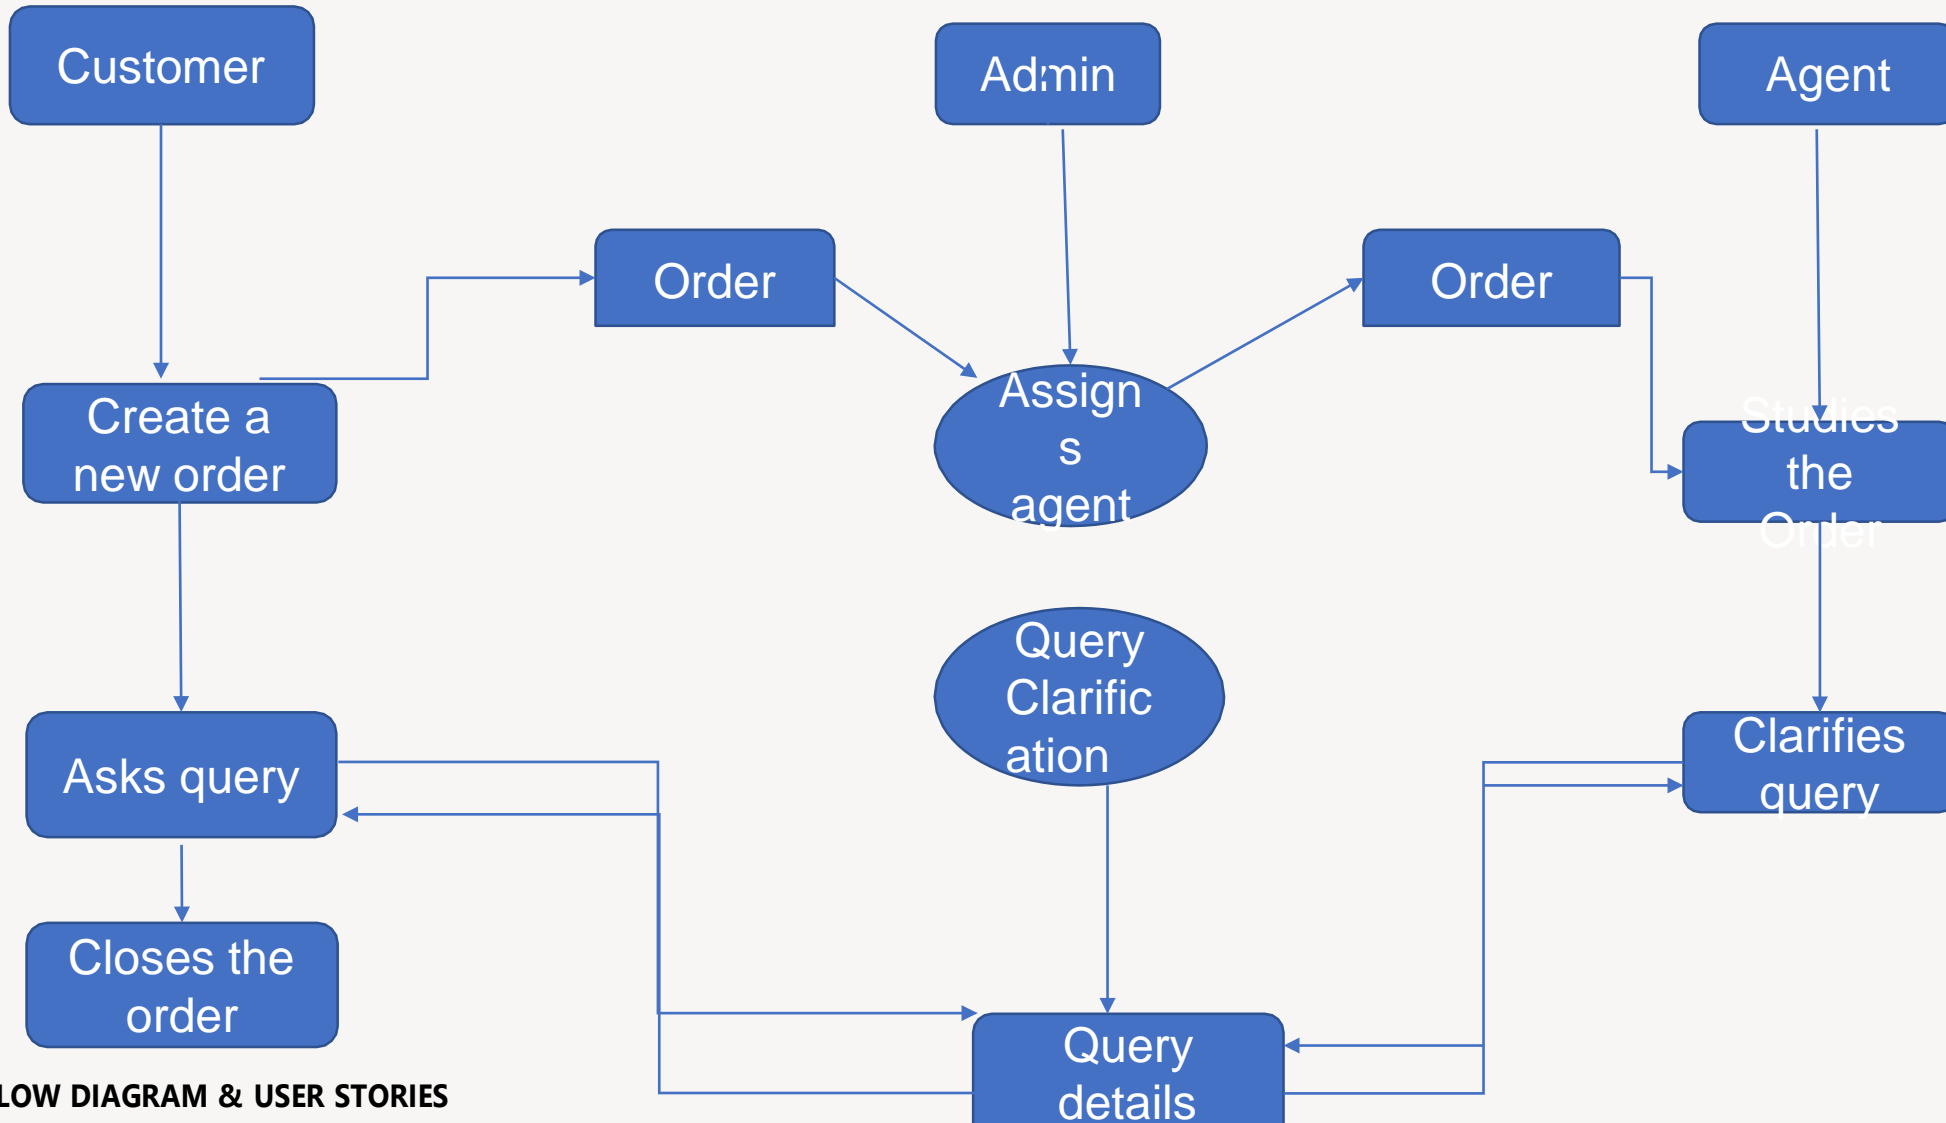 Customer
Admin
Agent
Order
Order
Create a
new order
Assign
s
agent
Studies
the
Order
Query
Clarific
ation
Asks query
Clarifies
query
Closes the
order
Query
details
LOW DIAGRAM & USER STORIES